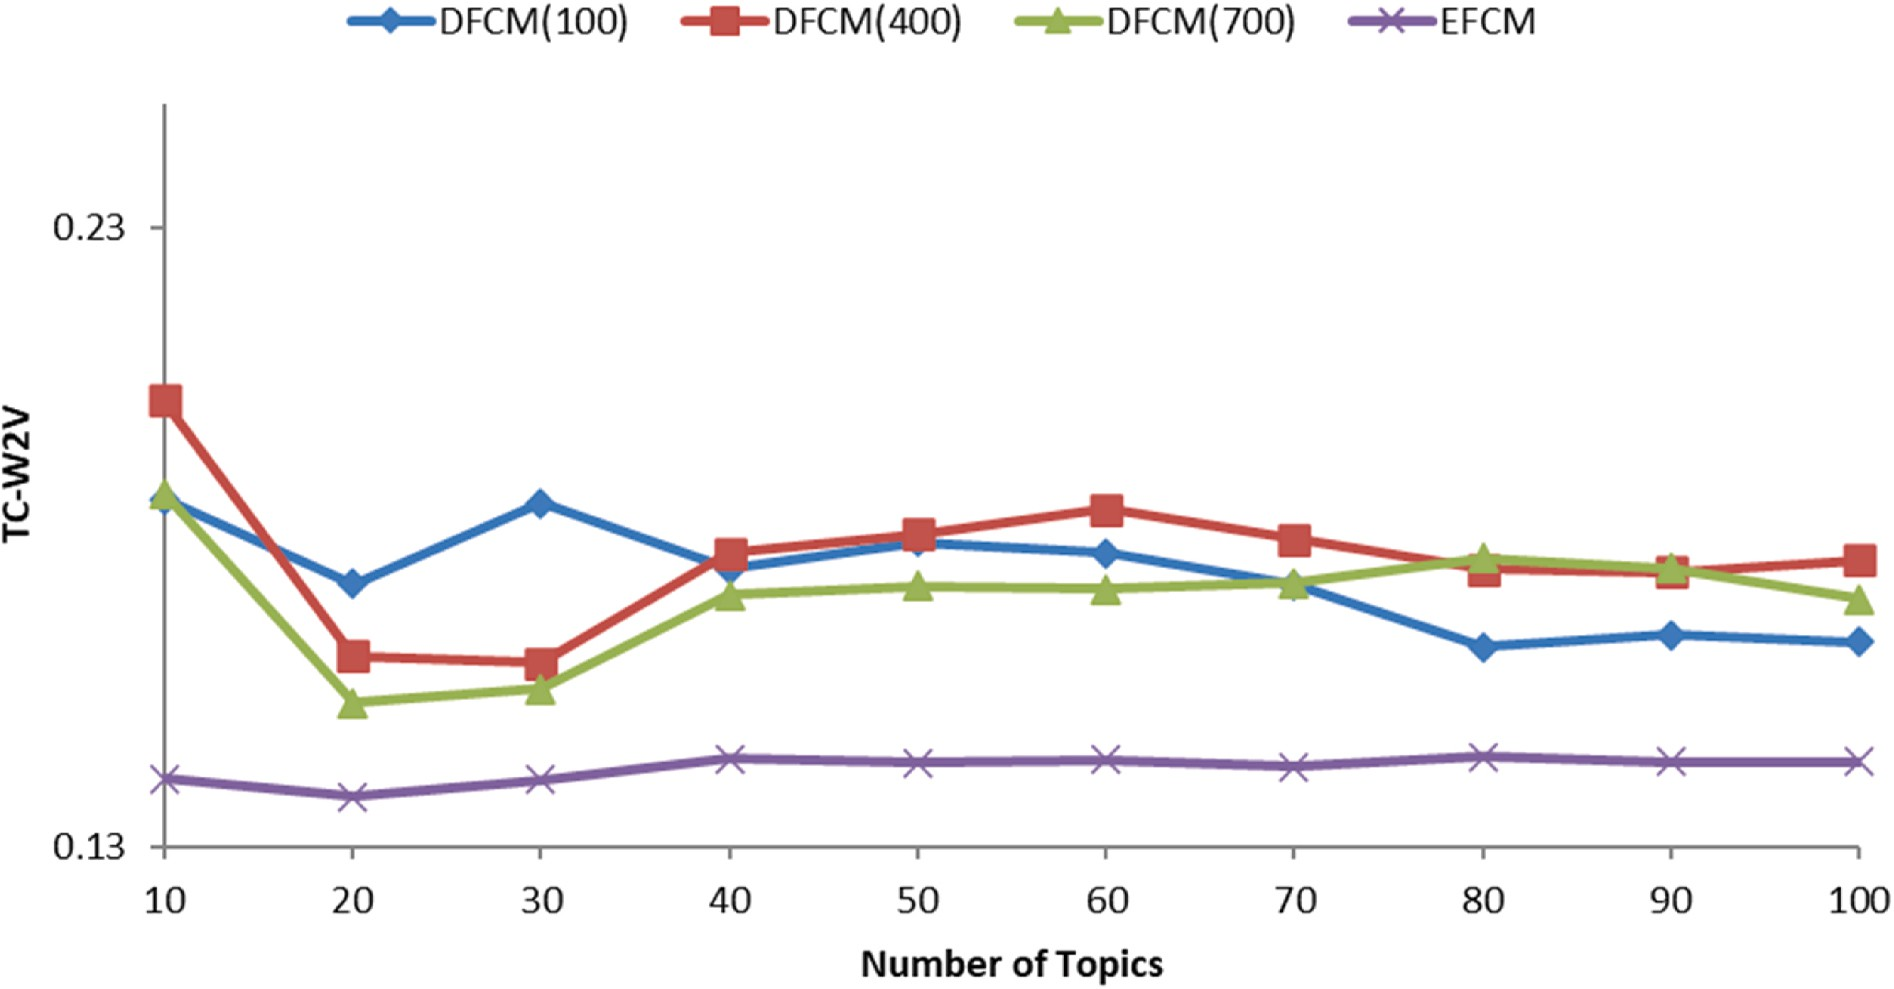 DFCM(100) DFCM(400) DFCM(700) EFCM
0.23
TC-W2V
0.13
10 20 30 40 50 60 70 80 90 100
Number of Topics